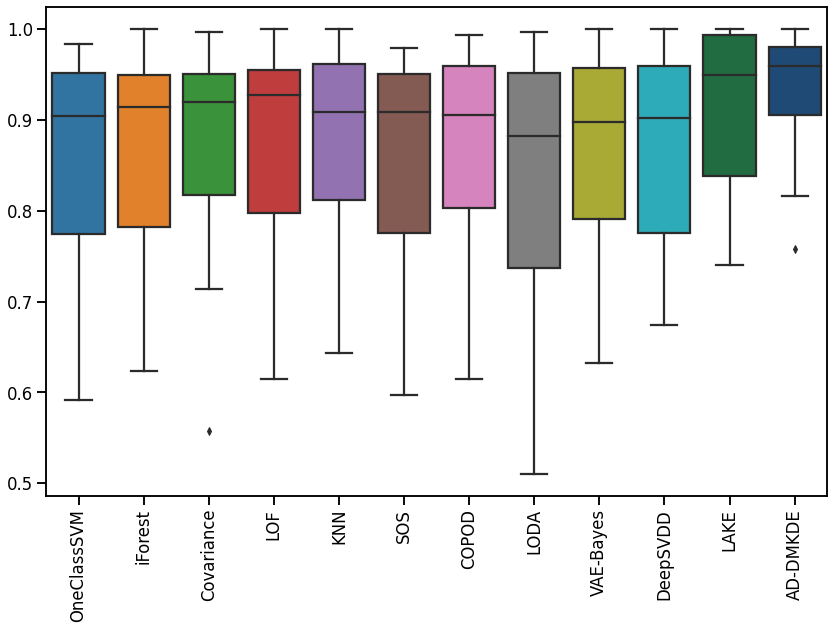 1.0
0.9
0.8
0.7
0.6
0.5
OneClassSVM
iForest
Covariance
LOF
KNN
SOS
COPOD
LODA
VAE-Bayes
DeepSVDD
LAKE
AD-DMKDE